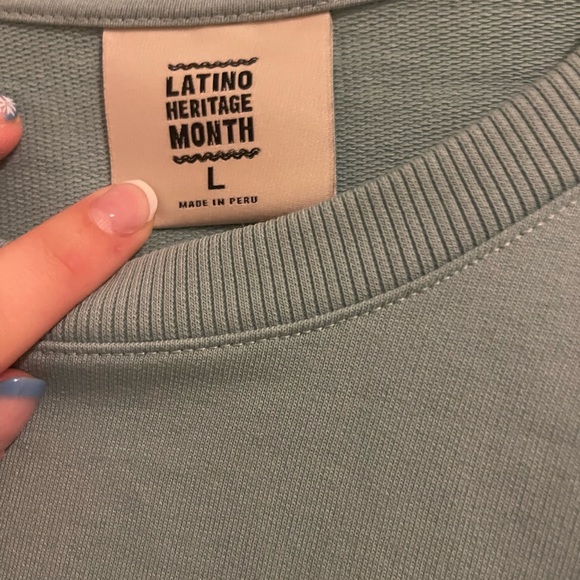 LATINO
HERITAGE
MONTH
L
MADE IN PERU